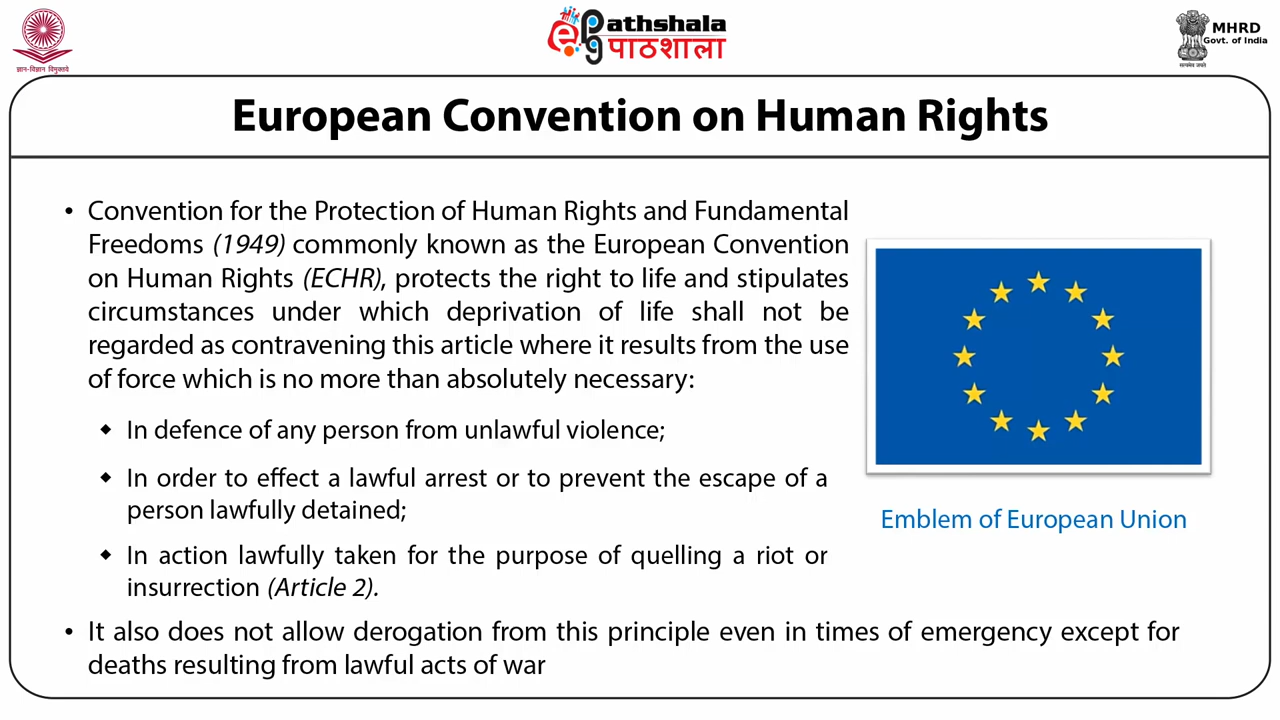 ज्ञान-विज्ञान विमुक्तये
ePathshala
पाठशाला
MHRD
Govt. of India
सत्यमेव जयते
European Convention on Human Rights
• Convention for the Protection of Human Rights and Fundamental
Freedoms (1949) commonly known as the European Convention
on Human Rights (ECHR), protects the right to life and stipulates
circumstances under which deprivation of life shall not be
regarded as contravening this article where it results from the use
of force which is no more than absolutely necessary:
◆ In defence of any person from unlawful violence;
◆ In order to effect a lawful arrest or to prevent the escape of a
person lawfully detained;
◆ In action lawfully taken for the purpose of quelling a riot or
insurrection (Article 2).
• It also does not allow derogation from this principle even in times of emergency except for
deaths resulting from lawful acts of war
Emblem of European Union